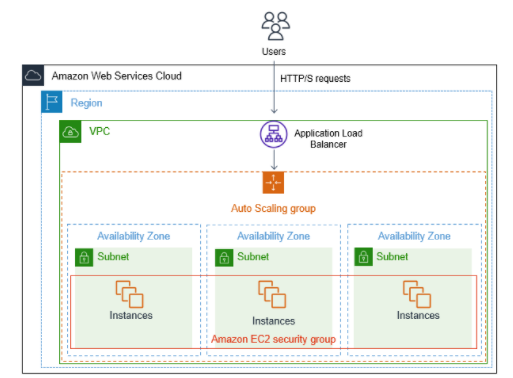 Users
Amazon Web Services Cloud
HTTP/S requests
Region
VPC
Application Load
Balancer
Auto Scaling group
Availability Zone
Availability Zone
Availability Zone
Subnet
Subnet
Subnet
Instances
Instances
Instances
Amazon EC2 security group